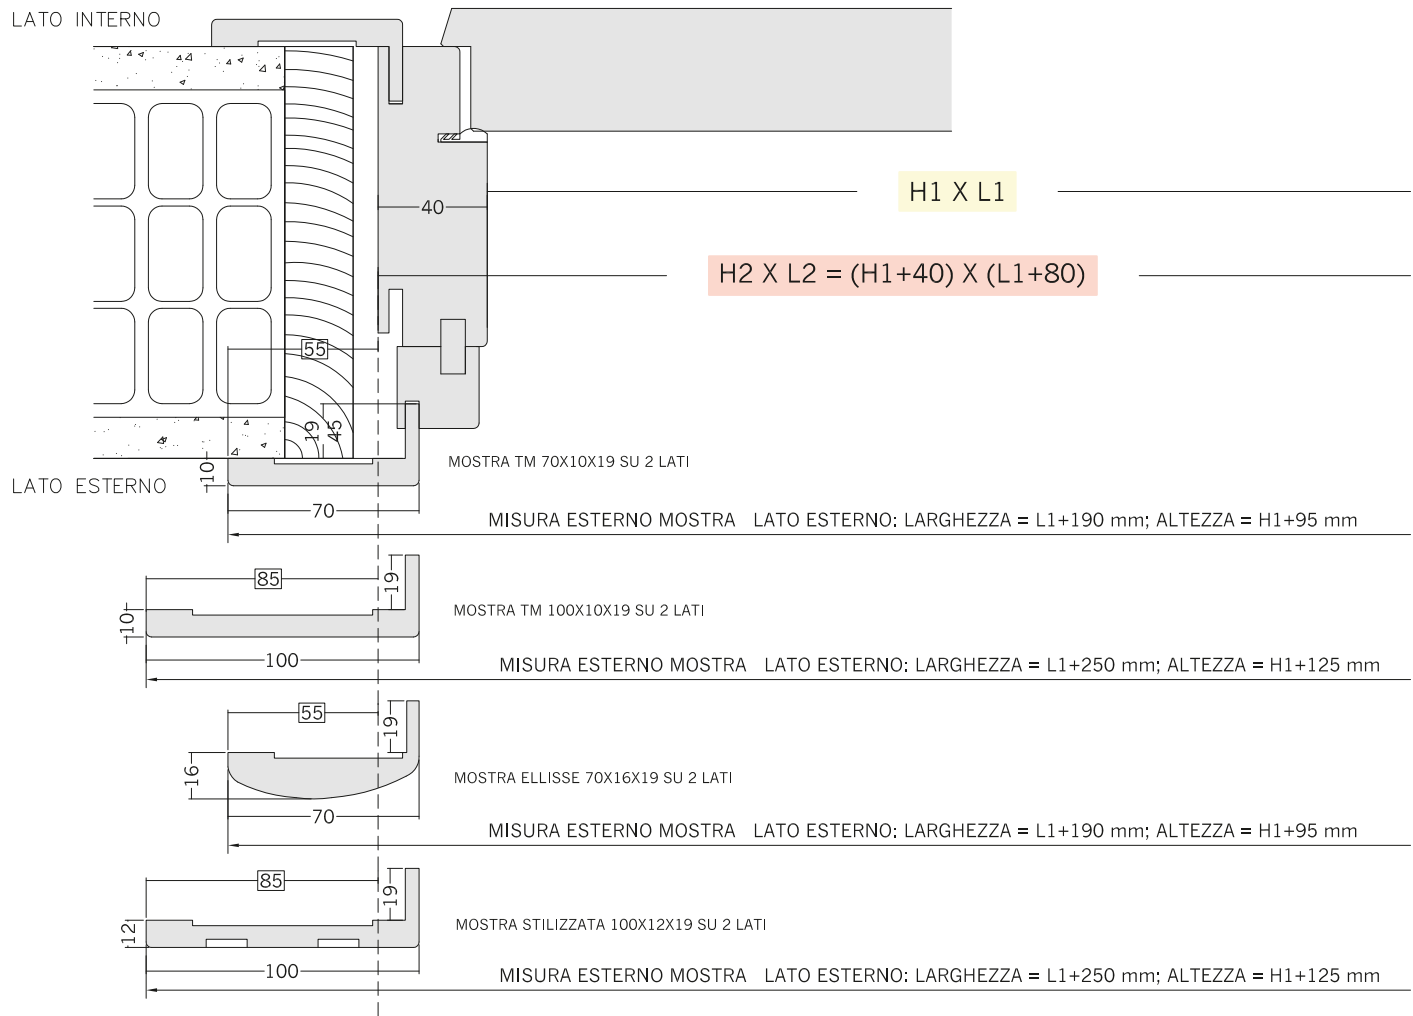 LATO INTERNO
H1 X L1
40
H2 X L2 = (H1+40) X (L1+80)
55
19
45
10
MOSTRA TM 70X10X19 SU 2 LATI
LATO ESTERNO
70
MISURA ESTERNO MOSTRA LATO ESTERNO: LARGHEZZA = L1+190 mm; ALTEZZA = H1+95 mm
85
19
10
MOSTRA TM 100X10X19 SU 2 LATI
100
MISURA ESTERNO MOSTRA LATO ESTERNO: LARGHEZZA = L1+250 mm; ALTEZZA = H1+125 mm
55
19
16
MOSTRA ELLISSE 70X16X19 SU 2 LATI
70
MISURA ESTERNO MOSTRA LATO ESTERNO: LARGHEZZA = L1+190 mm; ALTEZZA = H1+95 mm
85
19
12
MOSTRA STILIZZATA 100X12X19 SU 2 LATI
100
MISURA ESTERNO MOSTRA LATO ESTERNO: LARGHEZZA = L1+250 mm; ALTEZZA = H1+125 mm